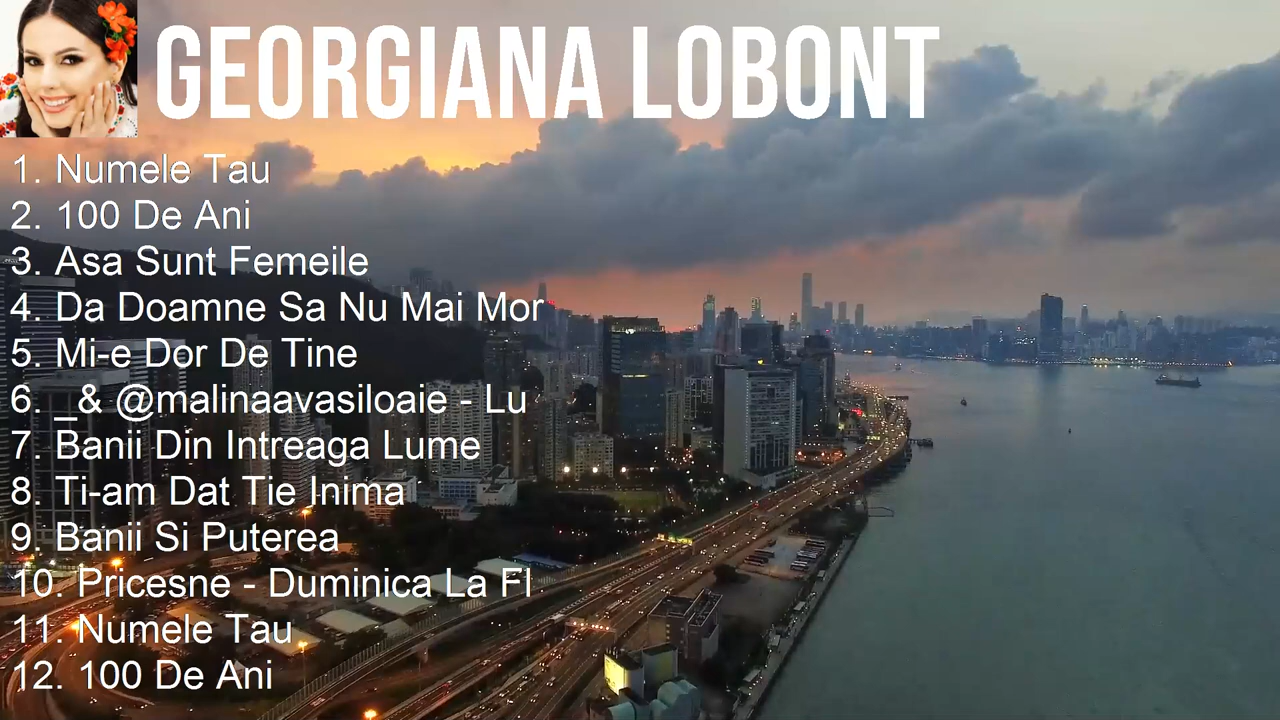 GEORGIANA LOBONT
1. Numele Tau
2. 100 De Ani
3. Asa Sunt Femeile
4. Da Doamne Sa Nu Mai Mor
5. Mi-e Dor De Tine
6. _& @malinaavasiloaie - Lu
7. Banii Din Intreaga Lume
8. Ti-am Dat Tie Inima
9. Banii Si Puterea
10. Pricesne - Duminica La Fl
11. Numele Tau
12. 100 De Ani